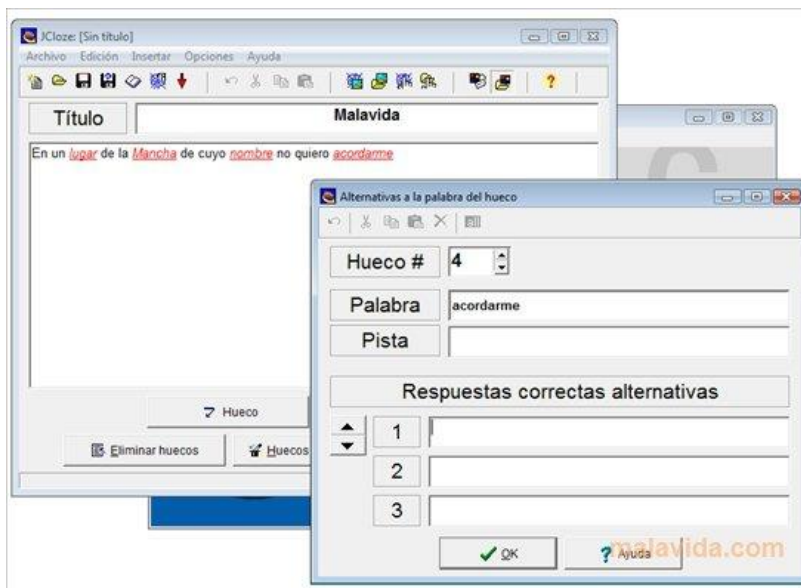 JCloze: [Sin título]
Archivo Edición Insertar Opciones Ayuda
Título
Malavida
En un lugar de la Mancha de cuyo nombre no quiero acordarme
Hueco
Eliminar huecos
Huecos
Alternativas a la palabra del hueco
Hueco # 4
Palabra acordarme
Pista
Respuestas correctas alternativas
1
2
3
OK
Ayuda
malavida.com